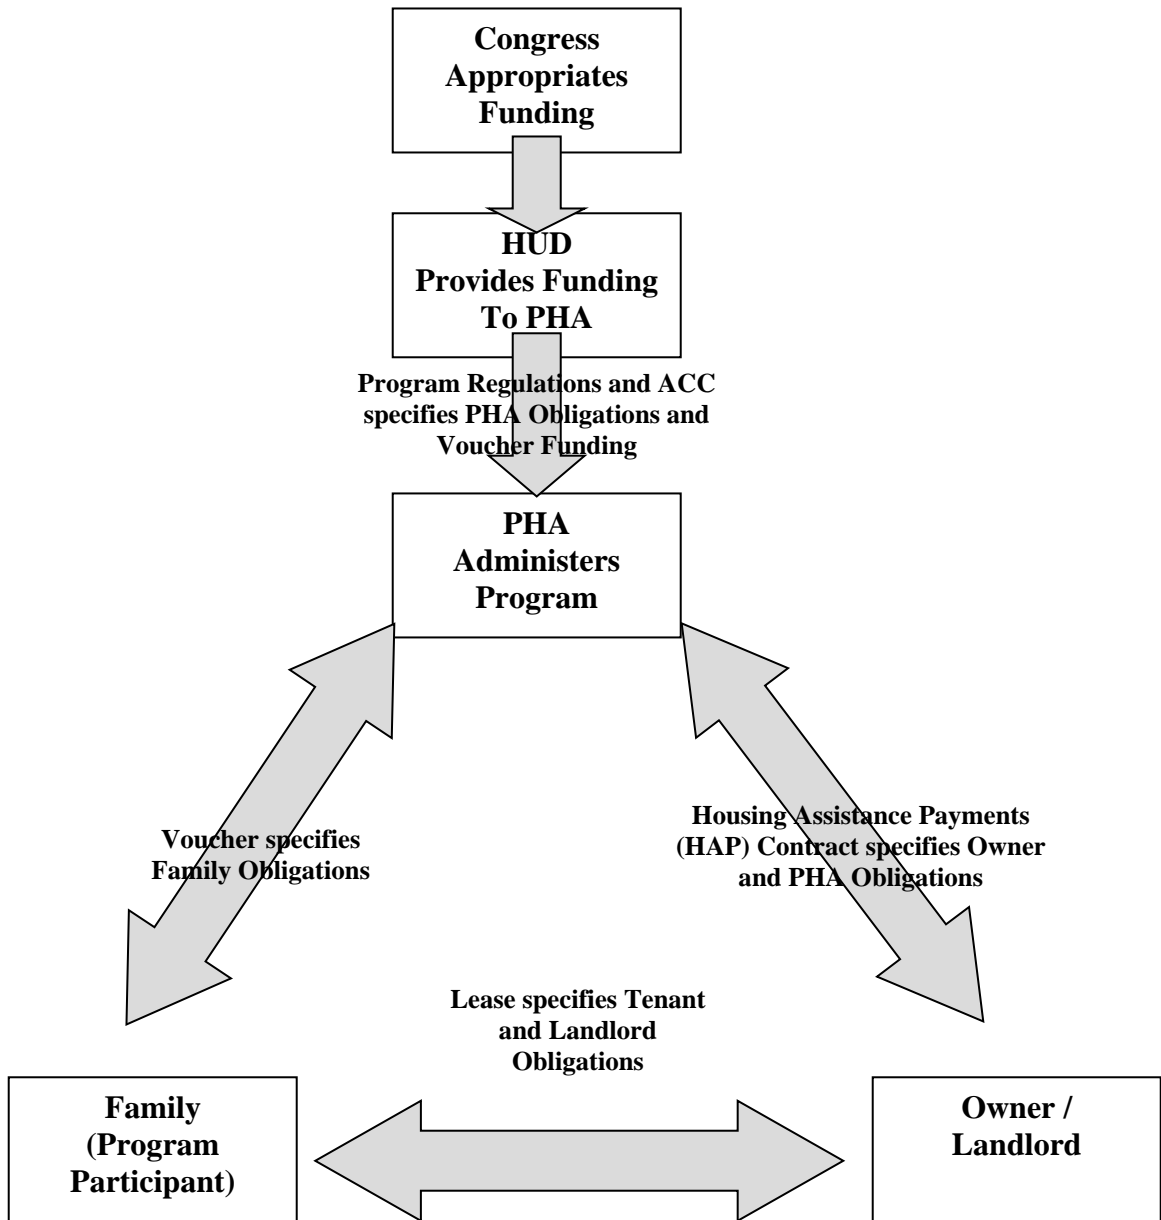 Congress
Appropriates
Funding
HUD
Provides Funding
To PHA
Program Regulations and ACC
specifies PHA Obligations and
Voucher Funding
PHA
Administers
Program
Voucher specifies
Family Obligations
Housing Assistance Payments
(HAP) Contract specifies Owner
and PHA Obligations
Lease specifies Tenant
and Landlord
Obligations
Family
(Program
Participant)
Owner /
Landlord